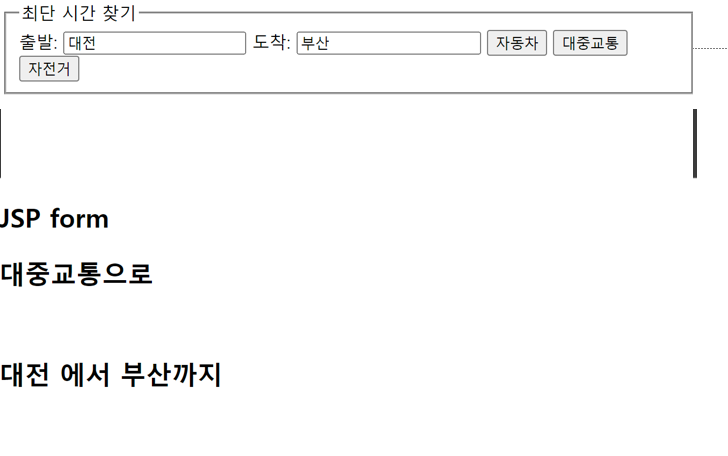 최단 시간 찾기
출발: 대전 도착: 부산 자동차 대중교통
자전거
JSP form
대중교통으로
대전 에서 부산까지